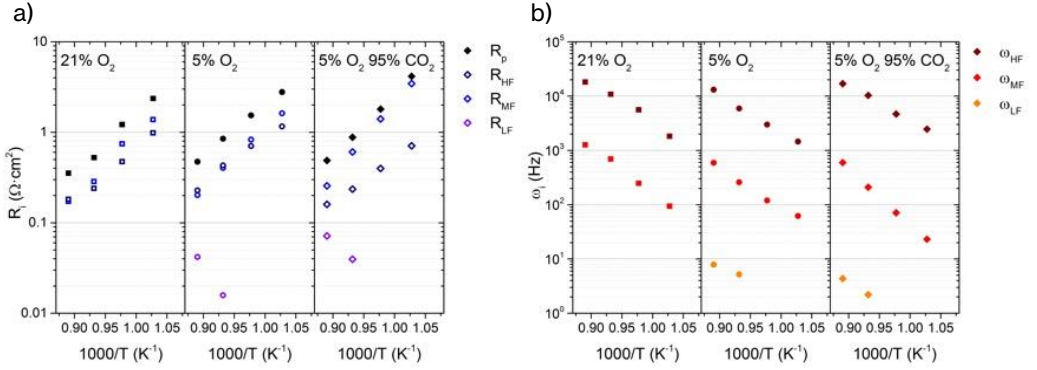 a)
10
1
0.1
0.01
R_i (Ω·cm²)
21% O₂
5% O₂
5% O₂ 95% CO₂
0.90 0.95 1.00 1.05
0.90 0.95 1.00 1.05
0.90 0.95 1.00 1.05
1000/T (K⁻¹)
1000/T (K⁻¹)
1000/T (K⁻¹)
R_p
R_HF
R_MF
R_LF
b)
10⁵
10⁴
10³
10²
10¹
10⁰
ω_i (Hz)
21% O₂
5% O₂
5% O₂ 95% CO₂
0.90 0.95 1.00 1.05
0.90 0.95 1.00 1.05
0.90 0.95 1.00 1.05
1000/T (K⁻¹)
1000/T (K⁻¹)
1000/T (K⁻¹)
ω_HF
ω_MF
ω_LF